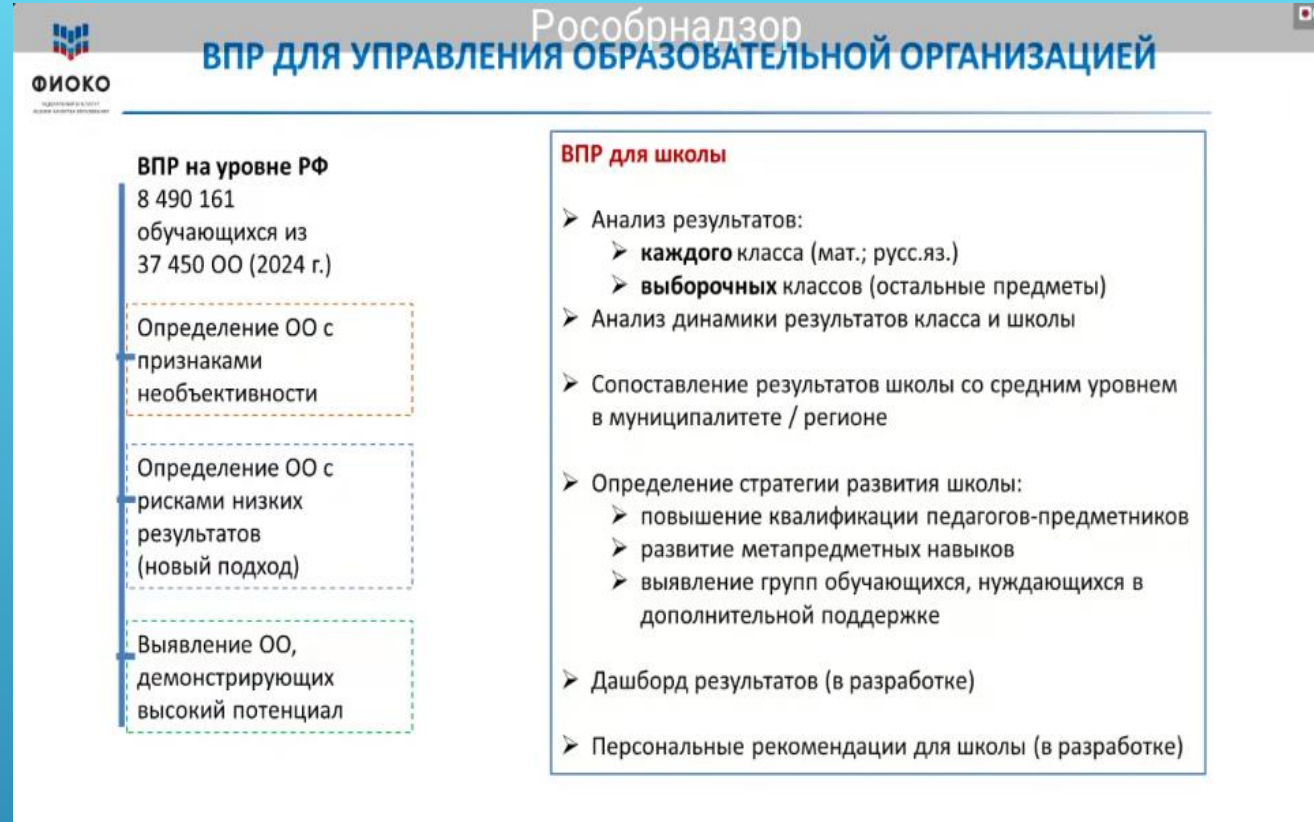 Рособрнадзор
ВПР ДЛЯ УПРАВЛЕНИЯ ОБРАЗОВАТЕЛЬНОЙ ОРГАНИЗАЦИЕЙ
ФИОКО
ВПР на уровне РФ
8 490 161
обучающихся из
37 450 ОО (2024 г.)
Определение ОО с
признаками
необъективности
Определение ОО с
рисками низких
результатов
(новый подход)
Выявление ОО,
демонстрирующих
высокий потенциал
ВПР для школы
➢ Анализ результатов:
➢ каждого класса (мат.; русс.яз.)
➢ выборочных классов (остальные предметы)
➢ Анализ динамики результатов класса и школы
➢ Сопоставление результатов школы со средним уровнем
в муниципалитете / регионе
➢ Определение стратегии развития школы:
➢ повышение квалификации педагогов-предметников
➢ развитие метапредметных навыков
➢ выявление групп обучающихся, нуждающихся в
дополнительной поддержке
➢ Дашборд результатов (в разработке)
➢ Персональные рекомендации для школы (в разработке)